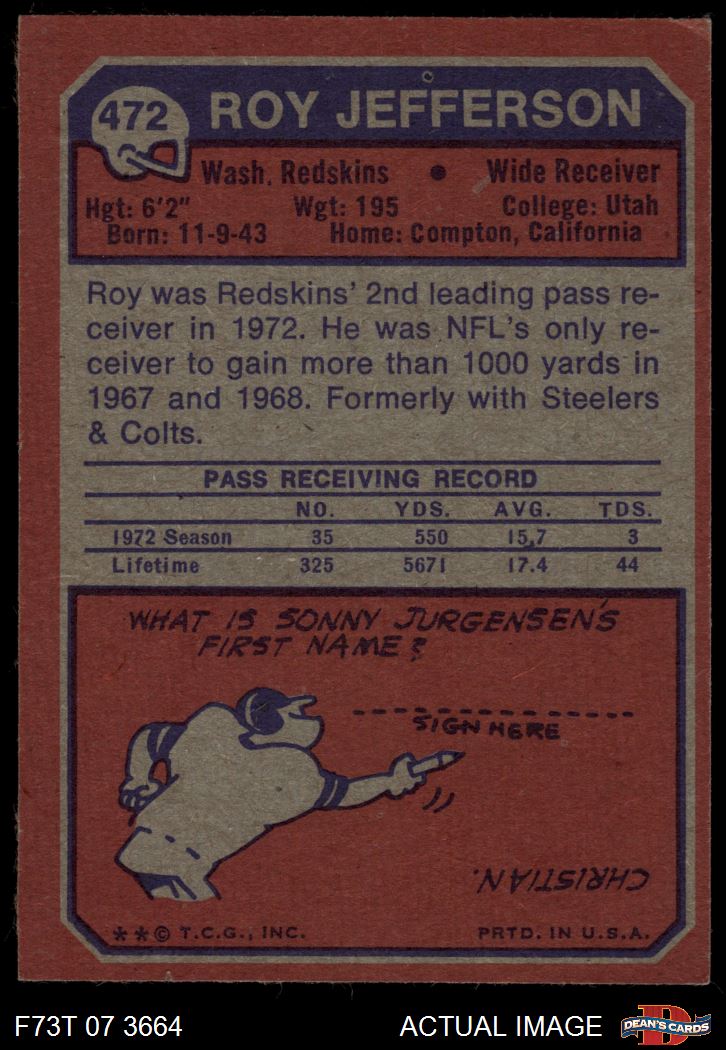 472 ROY JEFFERSON
Wash. Redskins • Wide Receiver
Hgt: 6'2" Wgt: 195 College: Utah
Born: 11-9-43 Home: Compton, California
Roy was Redskins' 2nd leading pass re-
ceiver in 1972. He was NFL's only re-
ceiver to gain more than 1000 yards in
1967 and 1968. Formerly with Steelers
& Colts.
PASS RECEIVING RECORD
NO. YDS. AVG. TDS.
1972 Season 35 550 15.7 3
Lifetime 325 5671 17.4 44
WHAT IS SONNY JURGENSEN'S
FIRST NAME?
SIGN HERE
CHRISTIAN.
**© T.C.G., INC. PRTD. IN U.S.A.
F73T 07 3664 ACTUAL IMAGE D DEAN'S CARDS